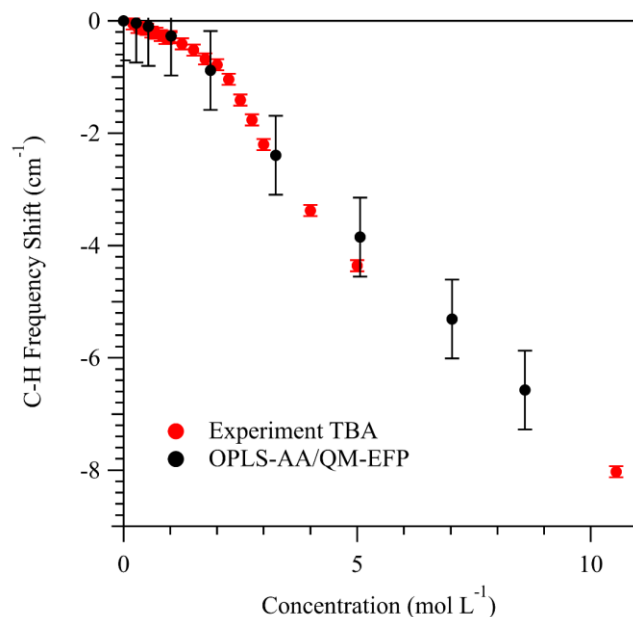 0
-2
-4
-6
-8
C-H Frequency Shift (cm⁻¹)
Experiment TBA
OPLS-AA/QM-EFP
0
5
10
Concentration (mol L⁻¹)